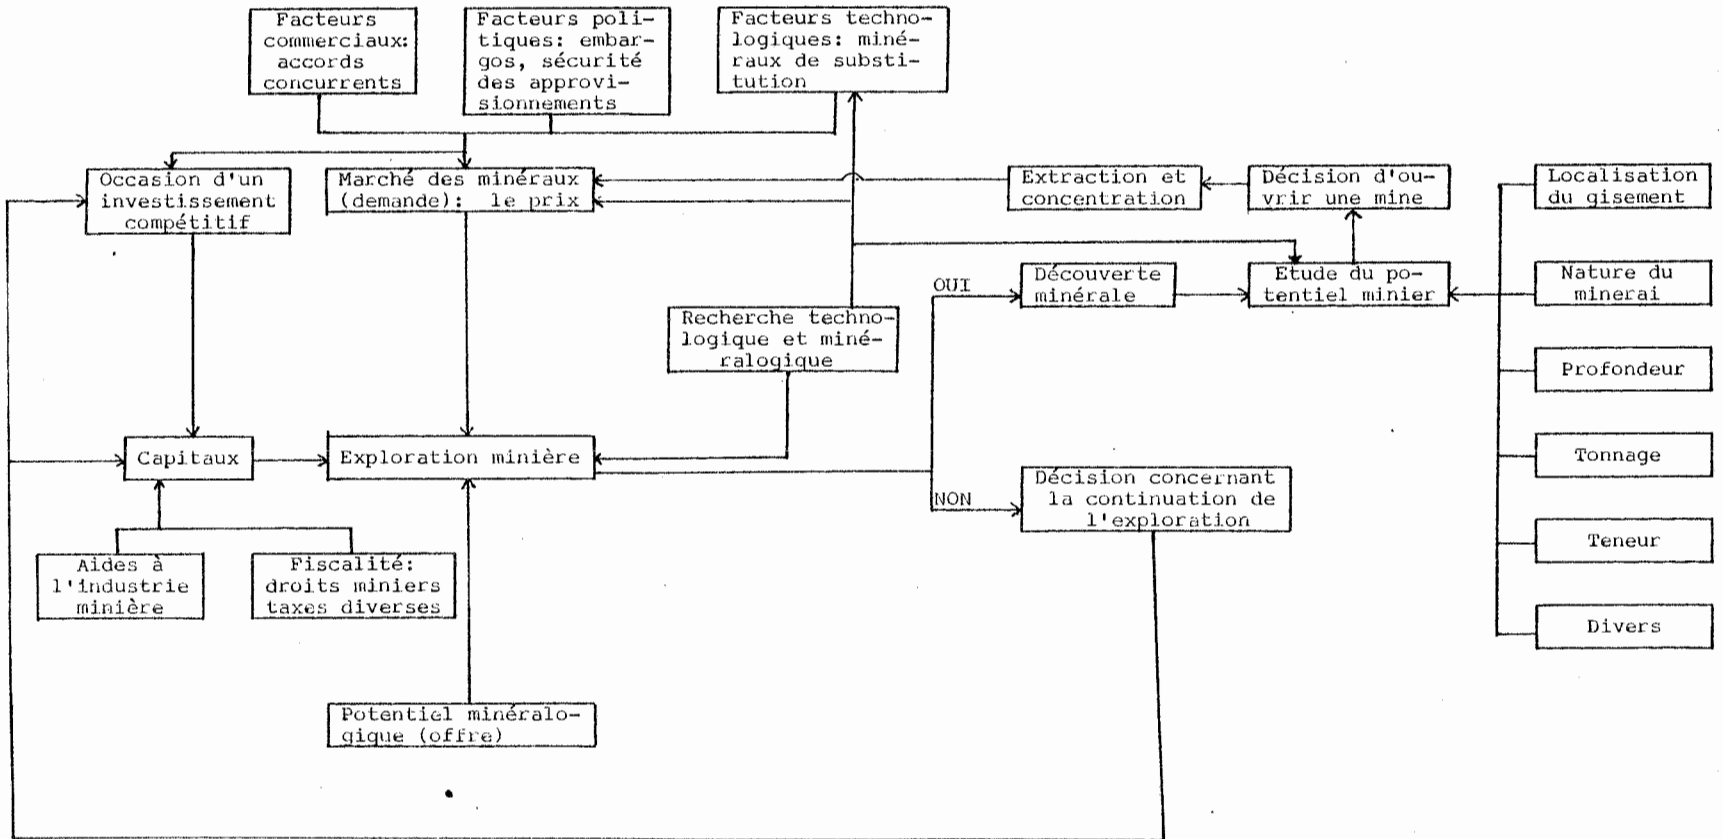 Facteurs
commerciaux:
accords
concurrents
Facteurs poli-
tiques: embar-
gos, sécurité
des approvi-
sionnements
Facteurs techno-
logiques: miné-
raux de substi-
tution
Occasion d'un
investissement
compétitif
Marché des minéraux
(demande): le prix
Extraction et
concentration
Décision d'ou-
vrir une mine
Localisation
du gisement
OUI
Découverte
minérale
Etude du po-
tentiel minier
Nature du
minerai
Recherche techno-
logique et miné-
ralogique
Profondeur
Capitaux
Exploration minière
Tonnage
NON
Décision concernant
la continuation de
l'exploration
Teneur
Aides à
l'industrie
minière
Fiscalité:
droits miniers
taxes diverses
Divers
Potentiel minéralo-
gique (offre)